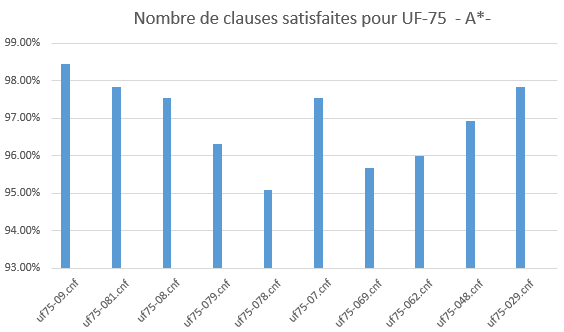 Nombre de clauses satisfaites pour UF-75 - A*-
99.00%
98.00%
97.00%
96.00%
95.00%
94.00%
93.00%
uf75-09.cnf
uf75-081.cnf
uf75-08.cnf
uf75-079.cnf
uf75-078.cnf
uf75-07.cnf
uf75-069.cnf
uf75-062.cnf
uf75-048.cnf
uf75-029.cnf